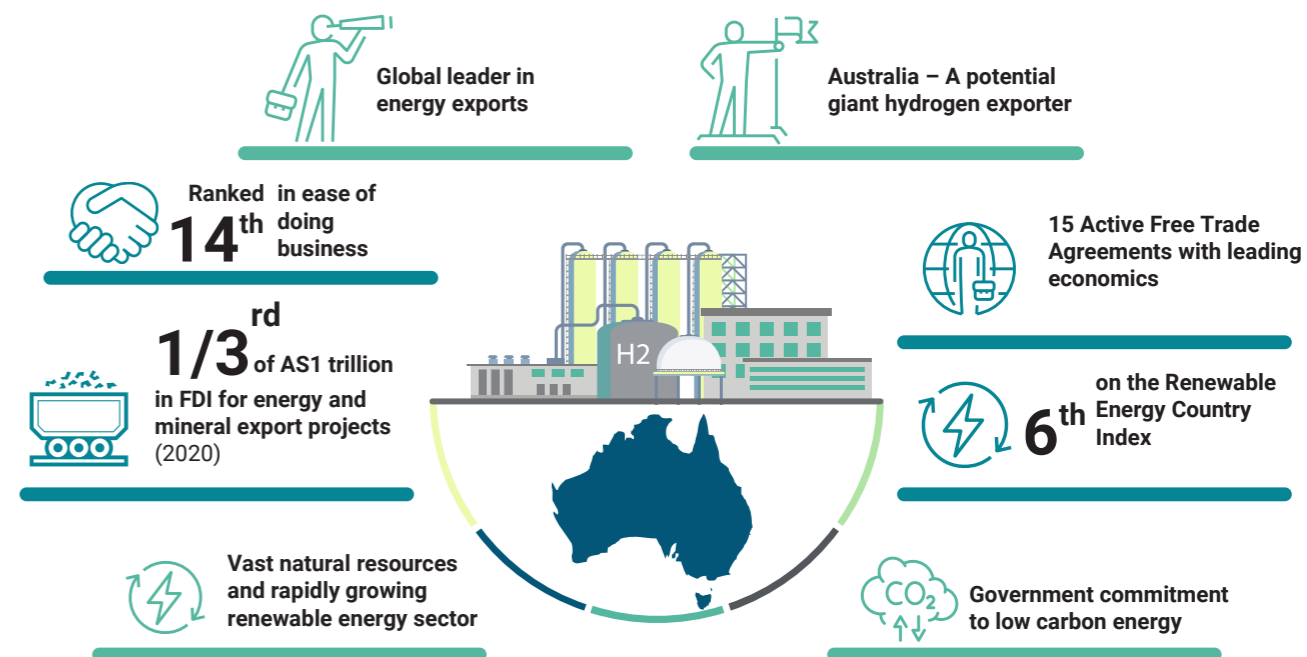 Global leader in
energy exports
Australia – A potential
giant hydrogen exporter
Ranked 14th in ease of
doing
business
15 Active Free Trade
Agreements with leading
economics
1/3rd of AS1 trillion
in FDI for energy and
mineral export projects
(2020)
H2
6th on the Renewable
Energy Country
Index
Vast natural resources
and rapidly growing
renewable energy sector
CO₂
Government commitment
to low carbon energy